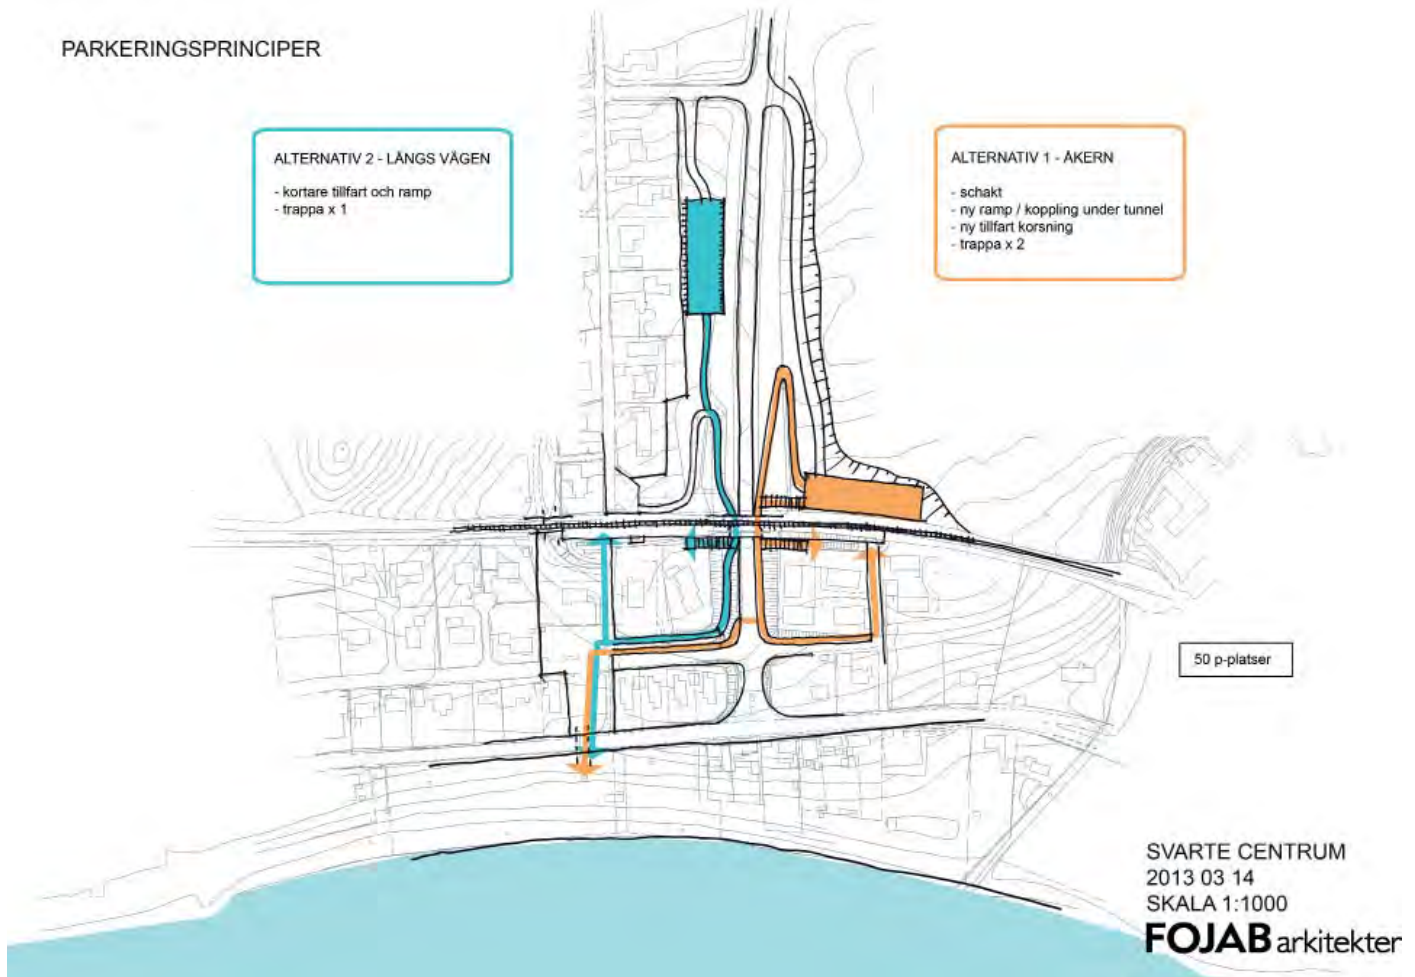 PARKERINGSPRINCIPER
ALTERNATIV 2 - LÄNGS VÄGEN
- kortare tillfart och ramp
- trappa x 1
ALTERNATIV 1 - ÅKERN
- schakt
- ny ramp / koppling under tunnel
- ny tillfart korsning
- trappa x 2
50 p-platser
SVARTE CENTRUM
2013 03 14
SKALA 1:1000
FOJAB arkitekter